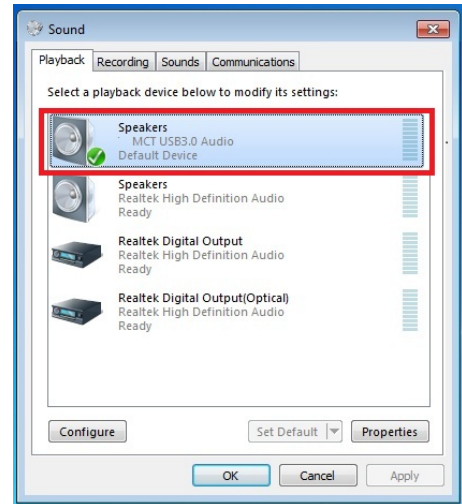 Sound
Playback Recording Sounds Communications
Select a playback device below to modify its settings:
Speakers
MCT USB3.0 Audio
Default Device
Speakers
Realtek High Definition Audio
Ready
Realtek Digital Output
Realtek High Definition Audio
Ready
Realtek Digital Output(Optical)
Realtek High Definition Audio
Ready
Configure Set Default Properties
OK Cancel Apply